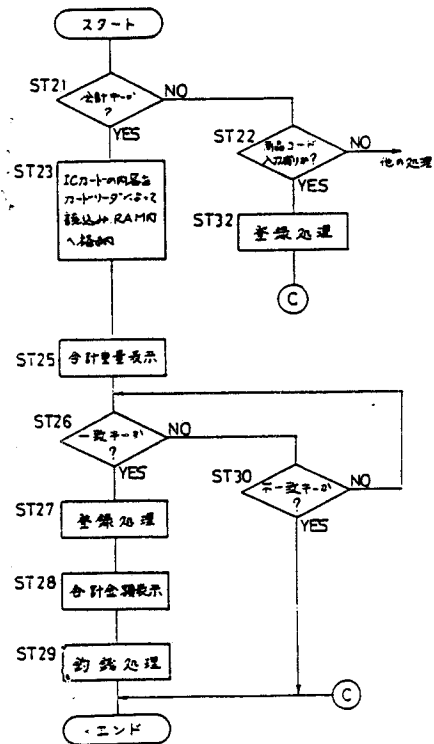 スタート
ST21
会計キーか
?
NO
YES
ST22
商品コード
入力有りか?
NO
他の処理
YES
ST23
ICカードの内容を
カードリーダによって
読込み、RAM内
へ格納
ST32
登録処理
C
ST25
合計重量表示
ST26
一致キーか
?
NO
YES
ST30
不一致キーか
?
NO
YES
ST27
登録処理
ST28
合計金額表示
ST29
釣銭処理
C
エンド